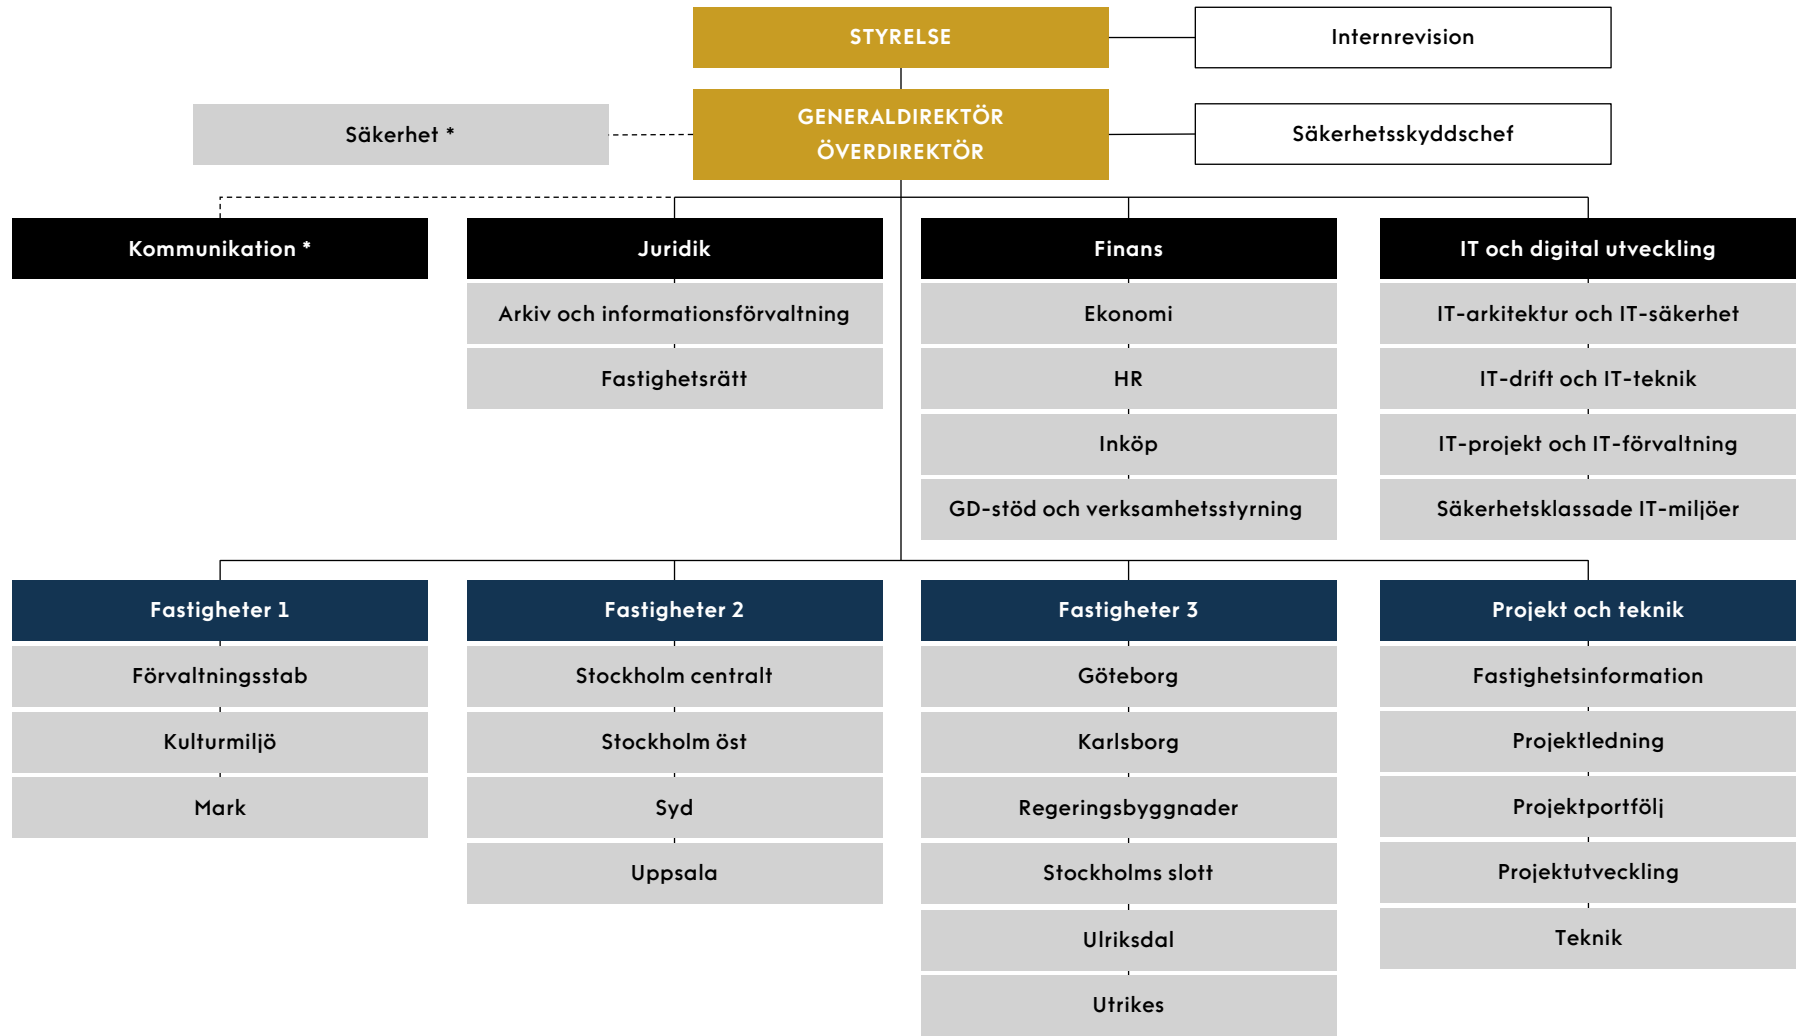 STYRELSE
Internrevision
Säkerhet *
GENERALDIREKTÖR
ÖVERDIREKTÖR
Säkerhetsskyddschef
Kommunikation *
Juridik
Arkiv och informationsförvaltning
Fastighetsrätt
Finans
Ekonomi
HR
Inköp
GD-stöd och verksamhetsstyrning
IT och digital utveckling
IT-arkitektur och IT-säkerhet
IT-drift och IT-teknik
IT-projekt och IT-förvaltning
Säkerhetsklassade IT-miljöer
Fastigheter 1
Förvaltningsstab
Kulturmiljö
Mark
Fastigheter 2
Stockholm centralt
Stockholm öst
Syd
Uppsala
Fastigheter 3
Göteborg
Karlsborg
Regeringsbyggnader
Stockholms slott
Ulriksdal
Utrikes
Projekt och teknik
Fastighetsinformation
Projektledning
Projektportfölj
Projektutveckling
Teknik